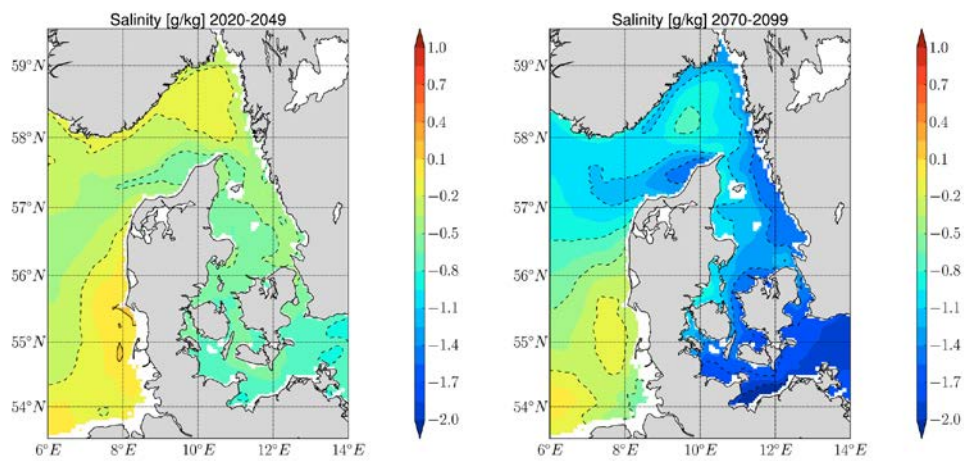 Salinity [g/kg] 2020-2049
59°N
58°N
57°N
56°N
55°N
54°N
6°E 8°E 10°E 12°E 14°E
1.0
0.7
0.4
0.1
−0.2
−0.5
−0.8
−1.1
−1.4
−1.7
−2.0
Salinity [g/kg] 2070-2099
59°N
58°N
57°N
56°N
55°N
54°N
6°E 8°E 10°E 12°E 14°E
1.0
0.7
0.4
0.1
−0.2
−0.5
−0.8
−1.1
−1.4
−1.7
−2.0